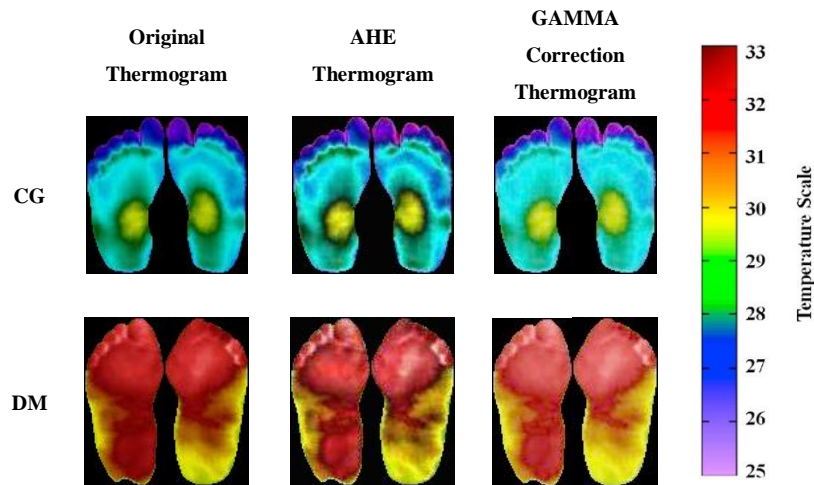 Original
Thermogram
AHE
Thermogram
GAMMA
Correction
Thermogram
CG
DM
33
32
31
30
29
28
27
26
25
Temperature Scale